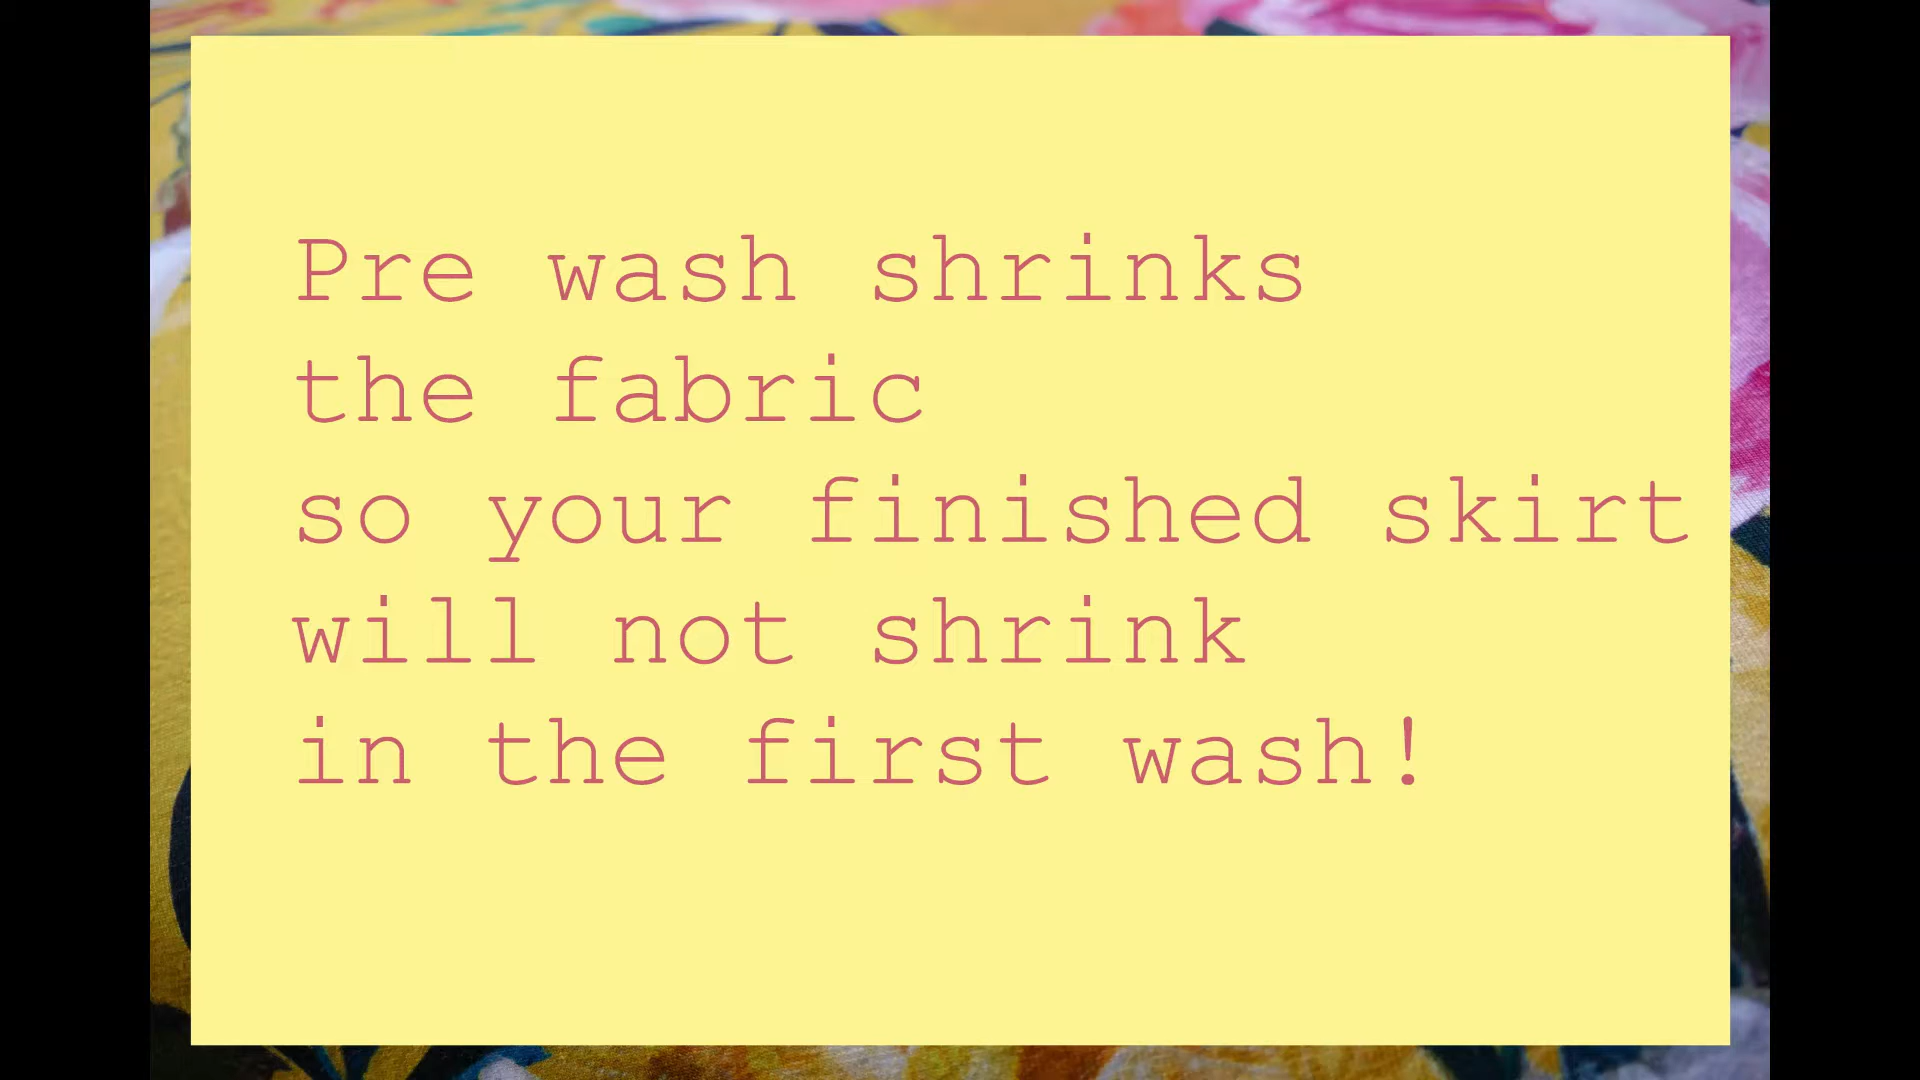 Pre wash shrinks
the fabric
so your finished skirt
will not shrink
in the first wash!